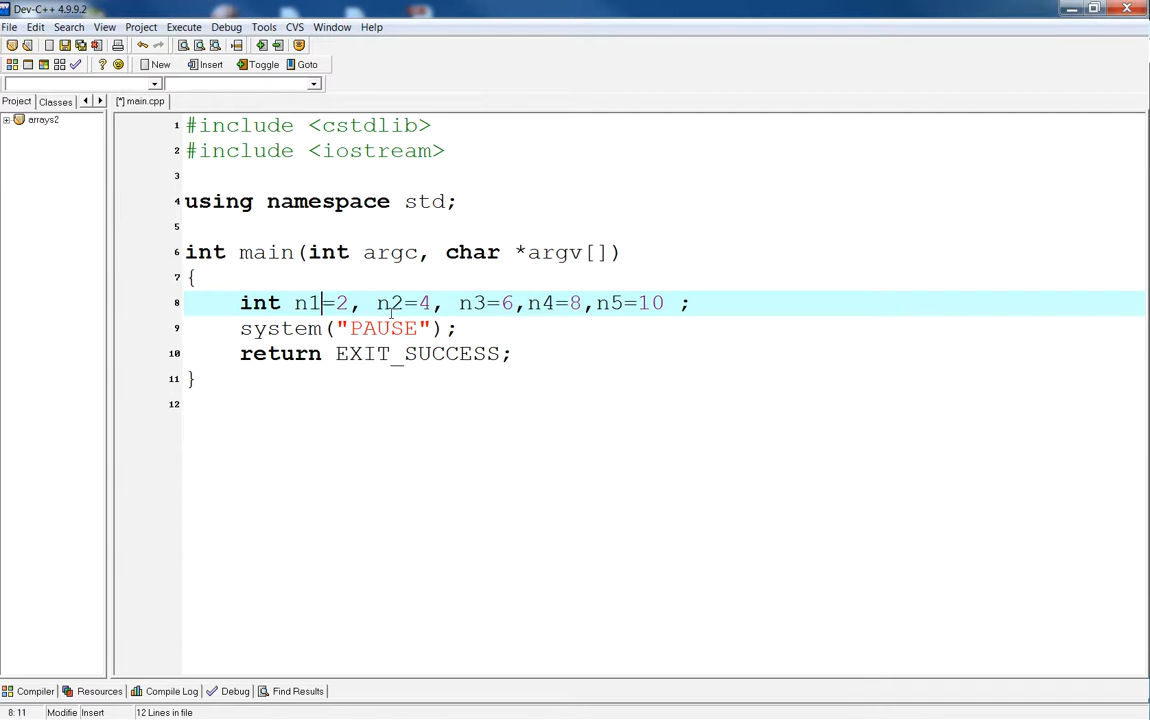 Dev-C++ 4.9.9.2
File Edit Search View Project Execute Debug Tools CVS Window Help
New Insert Toggle Goto
Project Classes [*] main.cpp
arrays2
1 #include <cstdlib>
2 #include <iostream>
3
4 using namespace std;
5
6 int main(int argc, char *argv[])
7 {
8 int n1=2, n2=4, n3=6,n4=8,n5=10 ;
9 system("PAUSE");
10 return EXIT_SUCCESS;
11 }
12
Compiler Resources Compile Log Debug Find Results
8: 11 Modifie Insert 12 Lines in file